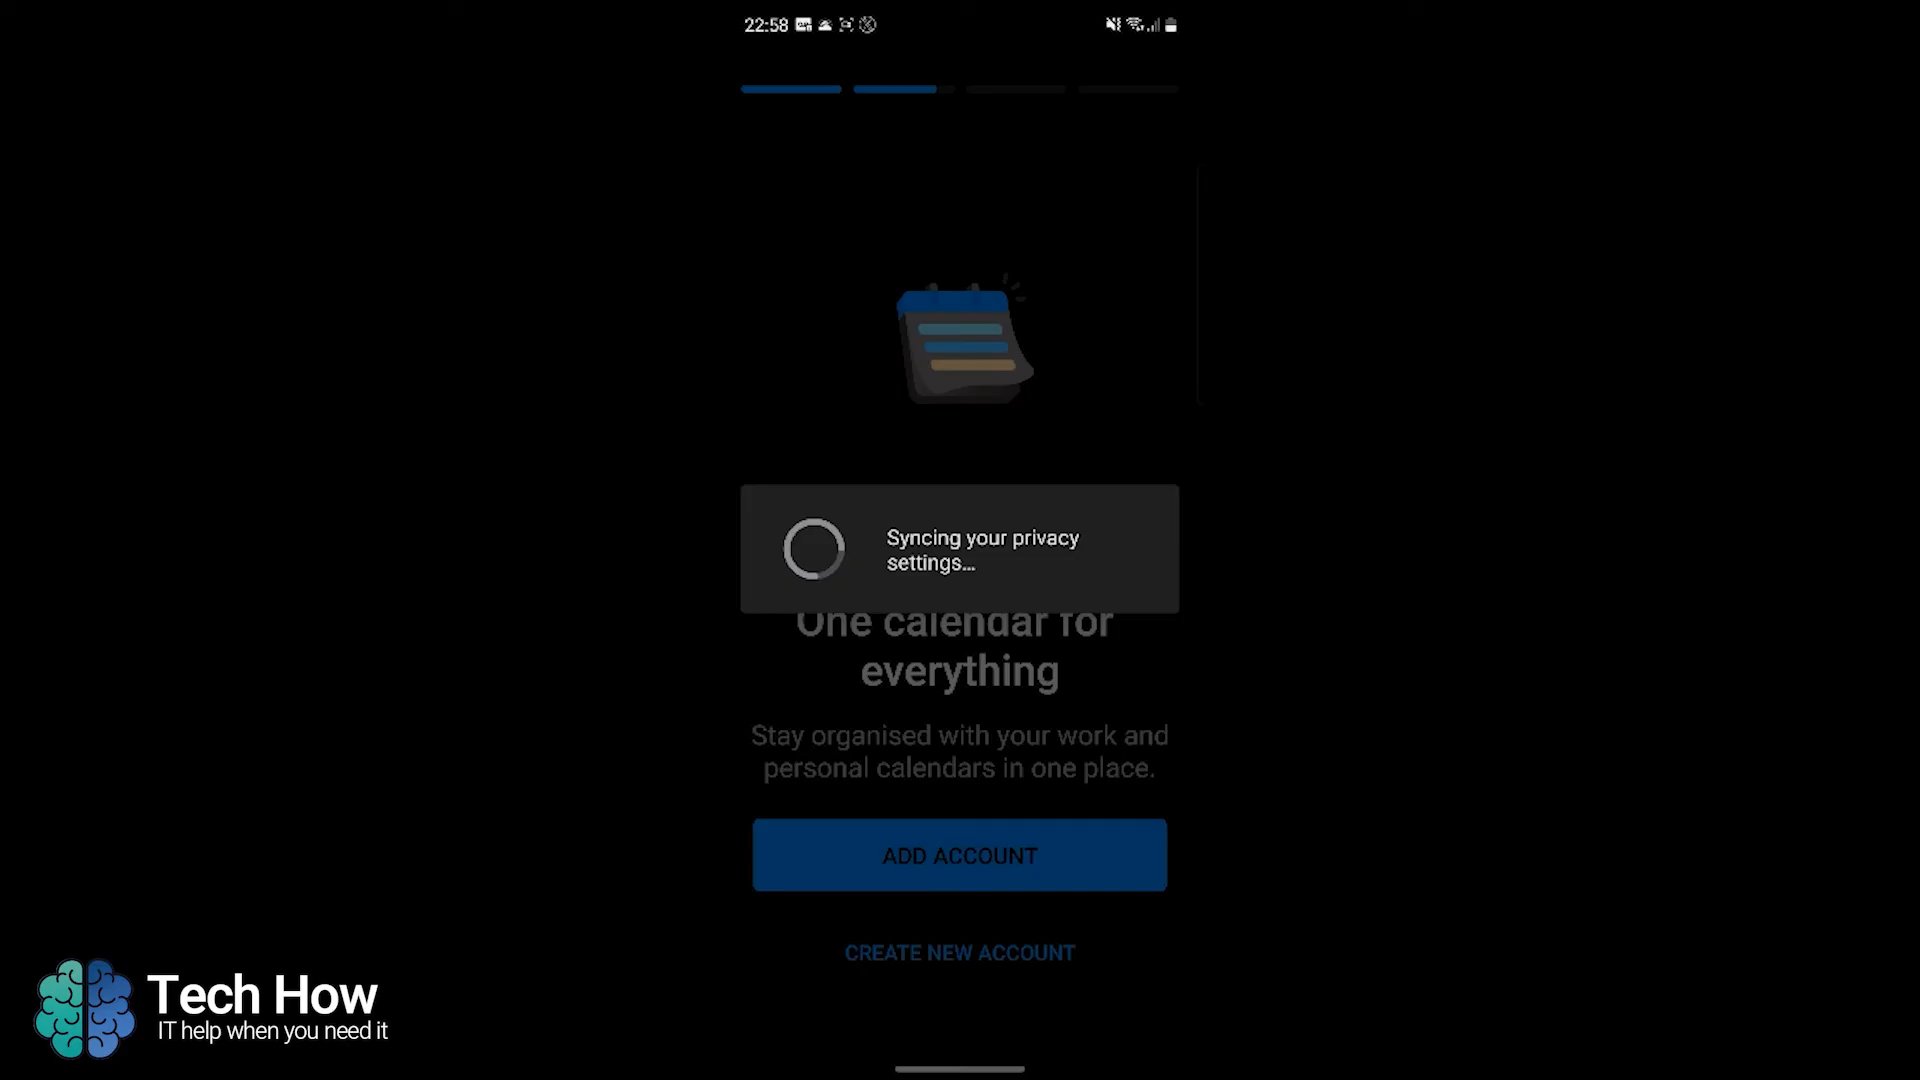 22:58
Syncing your privacy
settings...
One calendar for
everything
Stay organised with your work and
personal calendars in one place.
ADD ACCOUNT
CREATE NEW ACCOUNT
Tech How
IT help when you need it